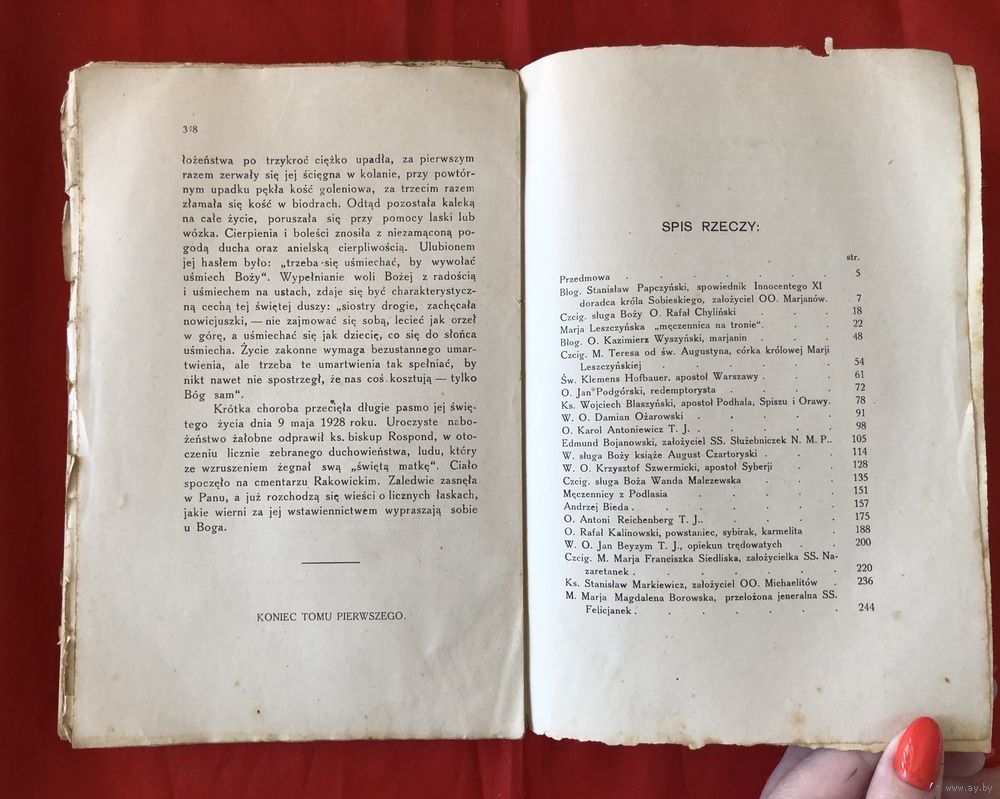 348
łożeństwa po trzykroć ciężko upadła, za pierwszym
razem zerwały się jej ścięgna w kolanie, przy powtór-
nym upadku pękła kość goleniowa, za trzecim razem
złamała się kość w biodrach. Odtąd pozostała kaleką
na całe życie, poruszała się przy pomocy laski lub
wózka. Cierpienia i boleści znosiła z niezamąconą po-
godą ducha oraz anielską cierpliwością. Ulubionem
jej hasłem było: „trzeba się uśmiechać, by wywołać
uśmiech Boży“. Wypełnianie woli Bożej z radością
i uśmiechem na ustach, zdaje się być charakterystycz-
ną cechą tej świętej duszy: „siostry drogie, zachęcała
nowicjuszki, — nie zajmować się sobą, lecieć jak orzeł
w górę, a uśmiechać się jak dziecię, co się do słońca
uśmiecha. Życie zakonne wymaga bezustannego umar-
twienia, ale trzeba te umartwienia tak spełniać, by
nikt nawet nie spostrzegł, że nas coś kosztują — tylko
Bóg sam“.
Krótka choroba przecięła długie pasmo jej świę-
tego życia dnia 9 maja 1928 roku. Uroczyste nabo-
żeństwo żałobne odprawił ks. biskup Rospond, w oto-
czeniu licznie zebranego duchowieństwa, ludu, który
ze wzruszeniem żegnał swą „świętą matkę“. Ciało
spoczęło na cmentarzu Rakowickim. Zaledwie zasnęła
w Panu, a już rozchodzą się wieści o licznych łaskach,
jakie wierni za jej wstawiennictwem wypraszają sobie
u Boga.
KONIEC TOMU PIERWSZEGO.
SPIS RZECZY:
str.
Przedmowa . . . . . . . . 5
Błog. Stanisław Papczyński, spowiednik Innocentego XI
doradca króla Sobieskiego, założyciel OO. Marjanów. 7
Czcig. sługa Boży O. Rafał Chyliński . . . 18
Marja Leszczyńska „męczennica na tronie“. . . 22
Błog. O. Kazimierz Wyszyński, marjanin . . . 48
Czcig. M. Teresa od św. Augustyna, córka królowej Marji
Leszczyńskiej . . . . . . 54
Św. Klemens Hofbauer, apostoł Warszawy . . . 61
O. Jan Podgórski, redemptorysta . . . . 72
Ks. Wojciech Blaszyński, apostoł Podhala, Spiszu i Orawy. 78
W. O. Damian Ożarowski . . . . . 91
O. Karol Antoniewicz T. J. . . . . . 98
Edmund Bojanowski, założyciel SS. Służebniczek N. M. P.. 105
W. sługa Boży książe August Czartoryski . . . 114
W. O. Krzysztof Szwermicki, apostoł Syberji . . 128
Czcig. sługa Boża Wanda Malczewska . . . 135
Męczennicy z Podlasia . . . . . 151
Andrzej Bieda . . . . . . . 157
O. Antoni Reichenberg T. J.. . . . . 175
O. Rafał Kalinowski, powstaniec, sybirak, karmelita . 188
W. O. Jan Beyzym T. J., opiekun trędowatych . . 200
Czcig. M. Marja Franciszka Siedliska, założycielka SS. Na-
zaretanek . . . . . . . 220
Ks. Stanisław Markiewicz, założyciel OO. Michaelitów . 236
M. Marja Magdalena Borowska, przełożona jeneralna SS.
Felicjanek . . . . . . . 244
www.ay.by